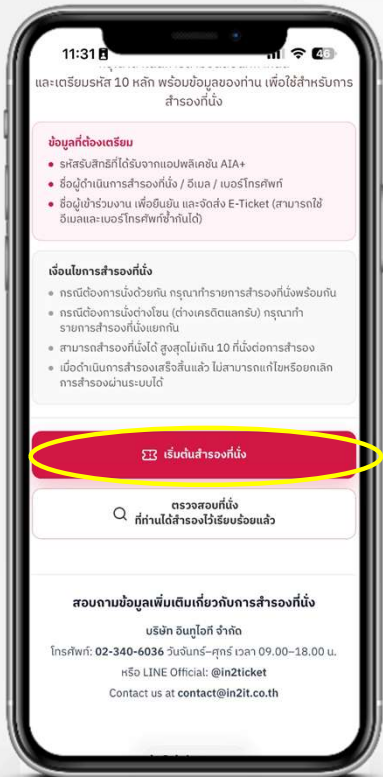 11:31
46
และเตรียมรหัส 10 หลัก พร้อมข้อมูลของท่าน เพื่อใช้สำหรับการ
สำรองที่นั่ง
ข้อมูลที่ต้องเตรียม
• รหัสรับสิทธิที่ได้รับจากแอปพลิเคชัน AIA+
• ชื่อผู้ดำเนินการสำรองที่นั่ง / อีเมล / เบอร์โทรศัพท์
• ชื่อผู้เข้าร่วมงาน เพื่อยืนยัน และจัดส่ง E-Ticket (สามารถใช้
อีเมลและเบอร์โทรศัพท์ซ้ำกันได้)
เงื่อนไขการสำรองที่นั่ง
• กรณีต้องการนั่งด้วยกัน กรุณาทำรายการสำรองที่นั่งพร้อมกัน
• กรณีต้องการนั่งต่างโซน (ต่างเครดิตแลกรับ) กรุณาทำ
รายการสำรองที่นั่งแยกกัน
• สามารถสำรองที่นั่งได้ สูงสุดไม่เกิน 10 ที่นั่งต่อการสำรอง
• เมื่อดำเนินการสำรองเสร็จสิ้นแล้ว ไม่สามารถแก้ไขหรือยกเลิก
การสำรองผ่านระบบได้
เริ่มต้นสำรองที่นั่ง
ตรวจสอบที่นั่ง
ที่ท่านได้สำรองไว้เรียบร้อยแล้ว
สอบถามข้อมูลเพิ่มเติมเกี่ยวกับการสำรองที่นั่ง
บริษัท อินทูไอที จำกัด
โทรศัพท์: 02-340-6036 วันจันทร์–ศุกร์ เวลา 09.00–18.00 น.
หรือ LINE Official: @in2ticket
Contact us at contact@in2it.co.th